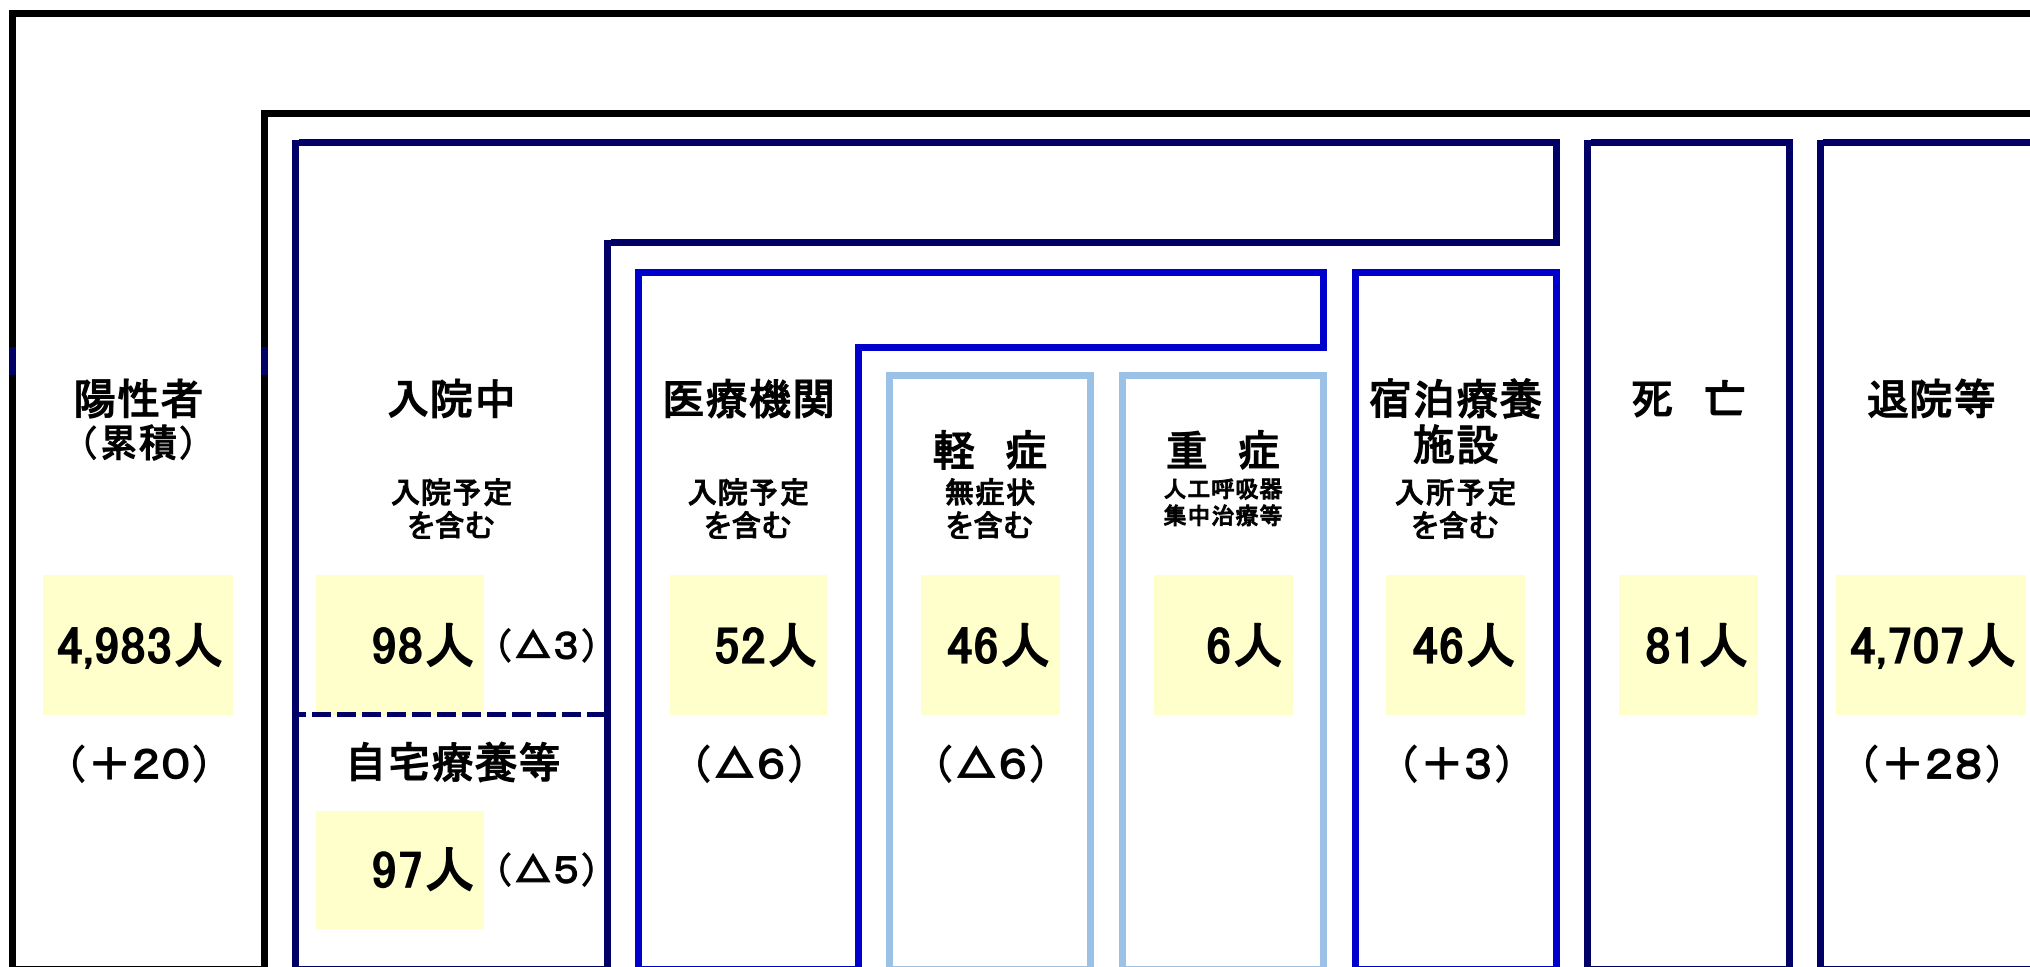 陽性者
（累積）
4,983人
（＋20）
入院中
入院予定
を含む
98人（△3）
自宅療養等
97人（△5）
医療機関
入院予定
を含む
52人
（△6）
軽　症
無症状
を含む
46人
（△6）
重　症
人工呼吸器
集中治療等
6人
宿泊療養
施設
入所予定
を含む
46人
（＋3）
死　亡
81人
退院等
4,707人
（＋28）